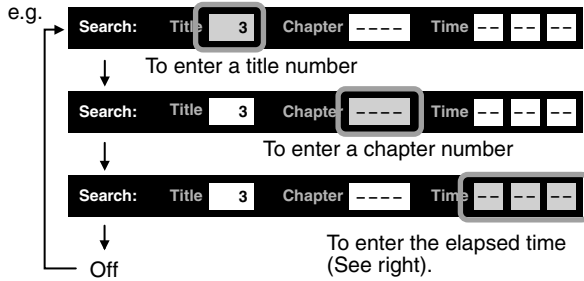 e.g.
Search: Title 3 Chapter ---- Time -- -- --
To enter a title number
Search: Title 3 Chapter ---- Time -- -- --
To enter a chapter number
Search: Title 3 Chapter ---- Time -- -- --
To enter the elapsed time
(See right).
Off